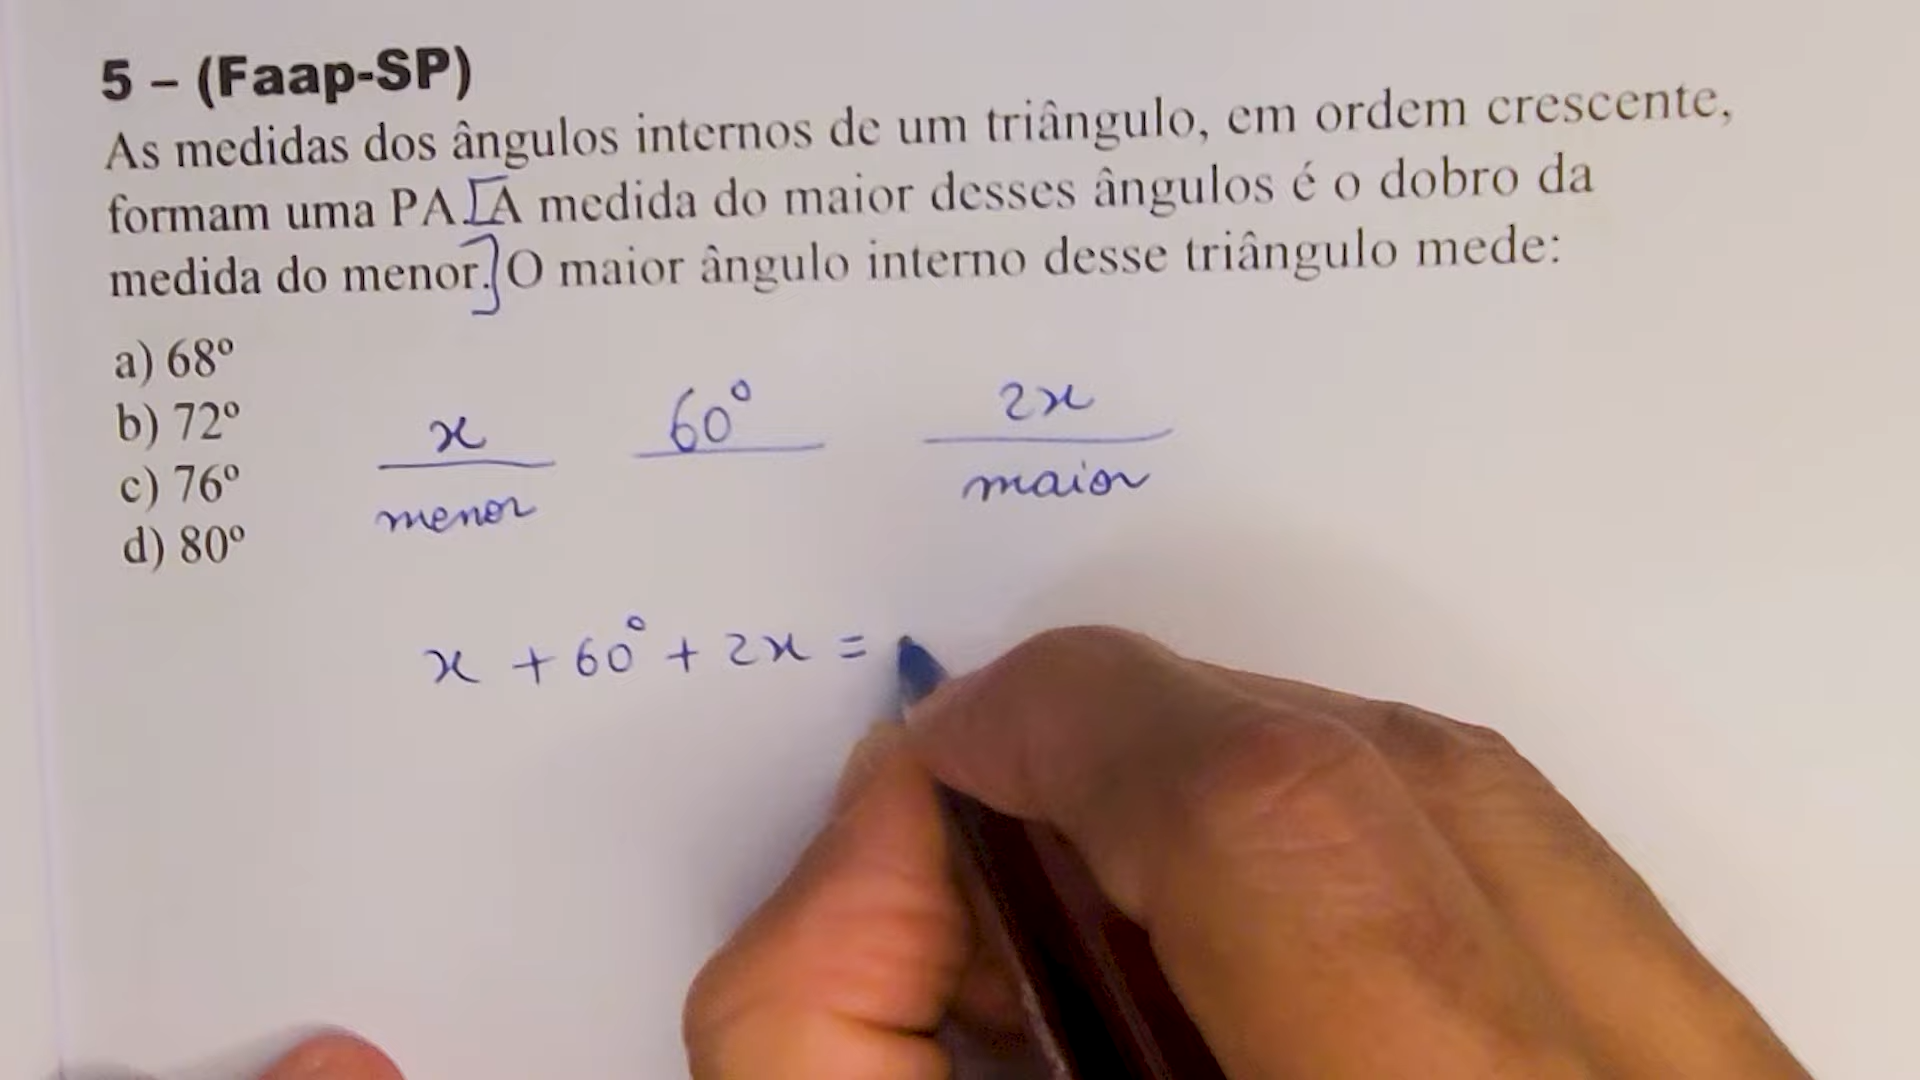 5 – (Faap-SP)
As medidas dos ângulos internos de um triângulo, em ordem crescente,
formam uma PA.[A medida do maior desses ângulos é o dobro da
medida do menor.]O maior ângulo interno desse triângulo mede:
a) 68º
b) 72º
c) 76º
d) 80º
x 60° 2x
menor maior
x + 60° + 2x =